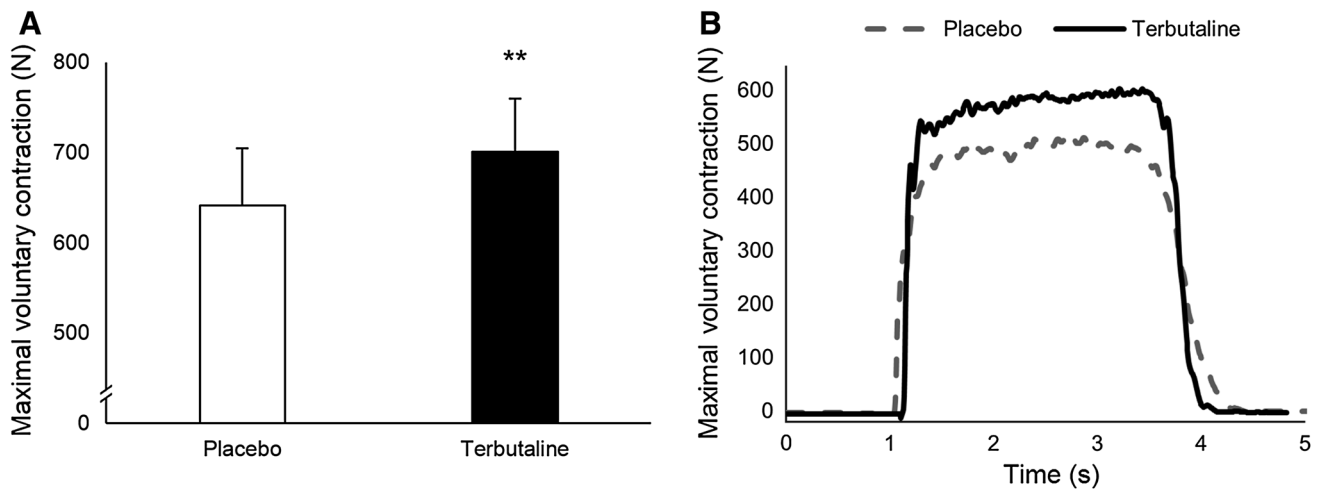 A
Maximal voluntary contraction (N)
800
700
600
500
0
**
Placebo
Terbutaline
B
Placebo
Terbutaline
Maximal voluntary contraction (N)
600
500
400
300
200
100
0
0 1 2 3 4 5
Time (s)